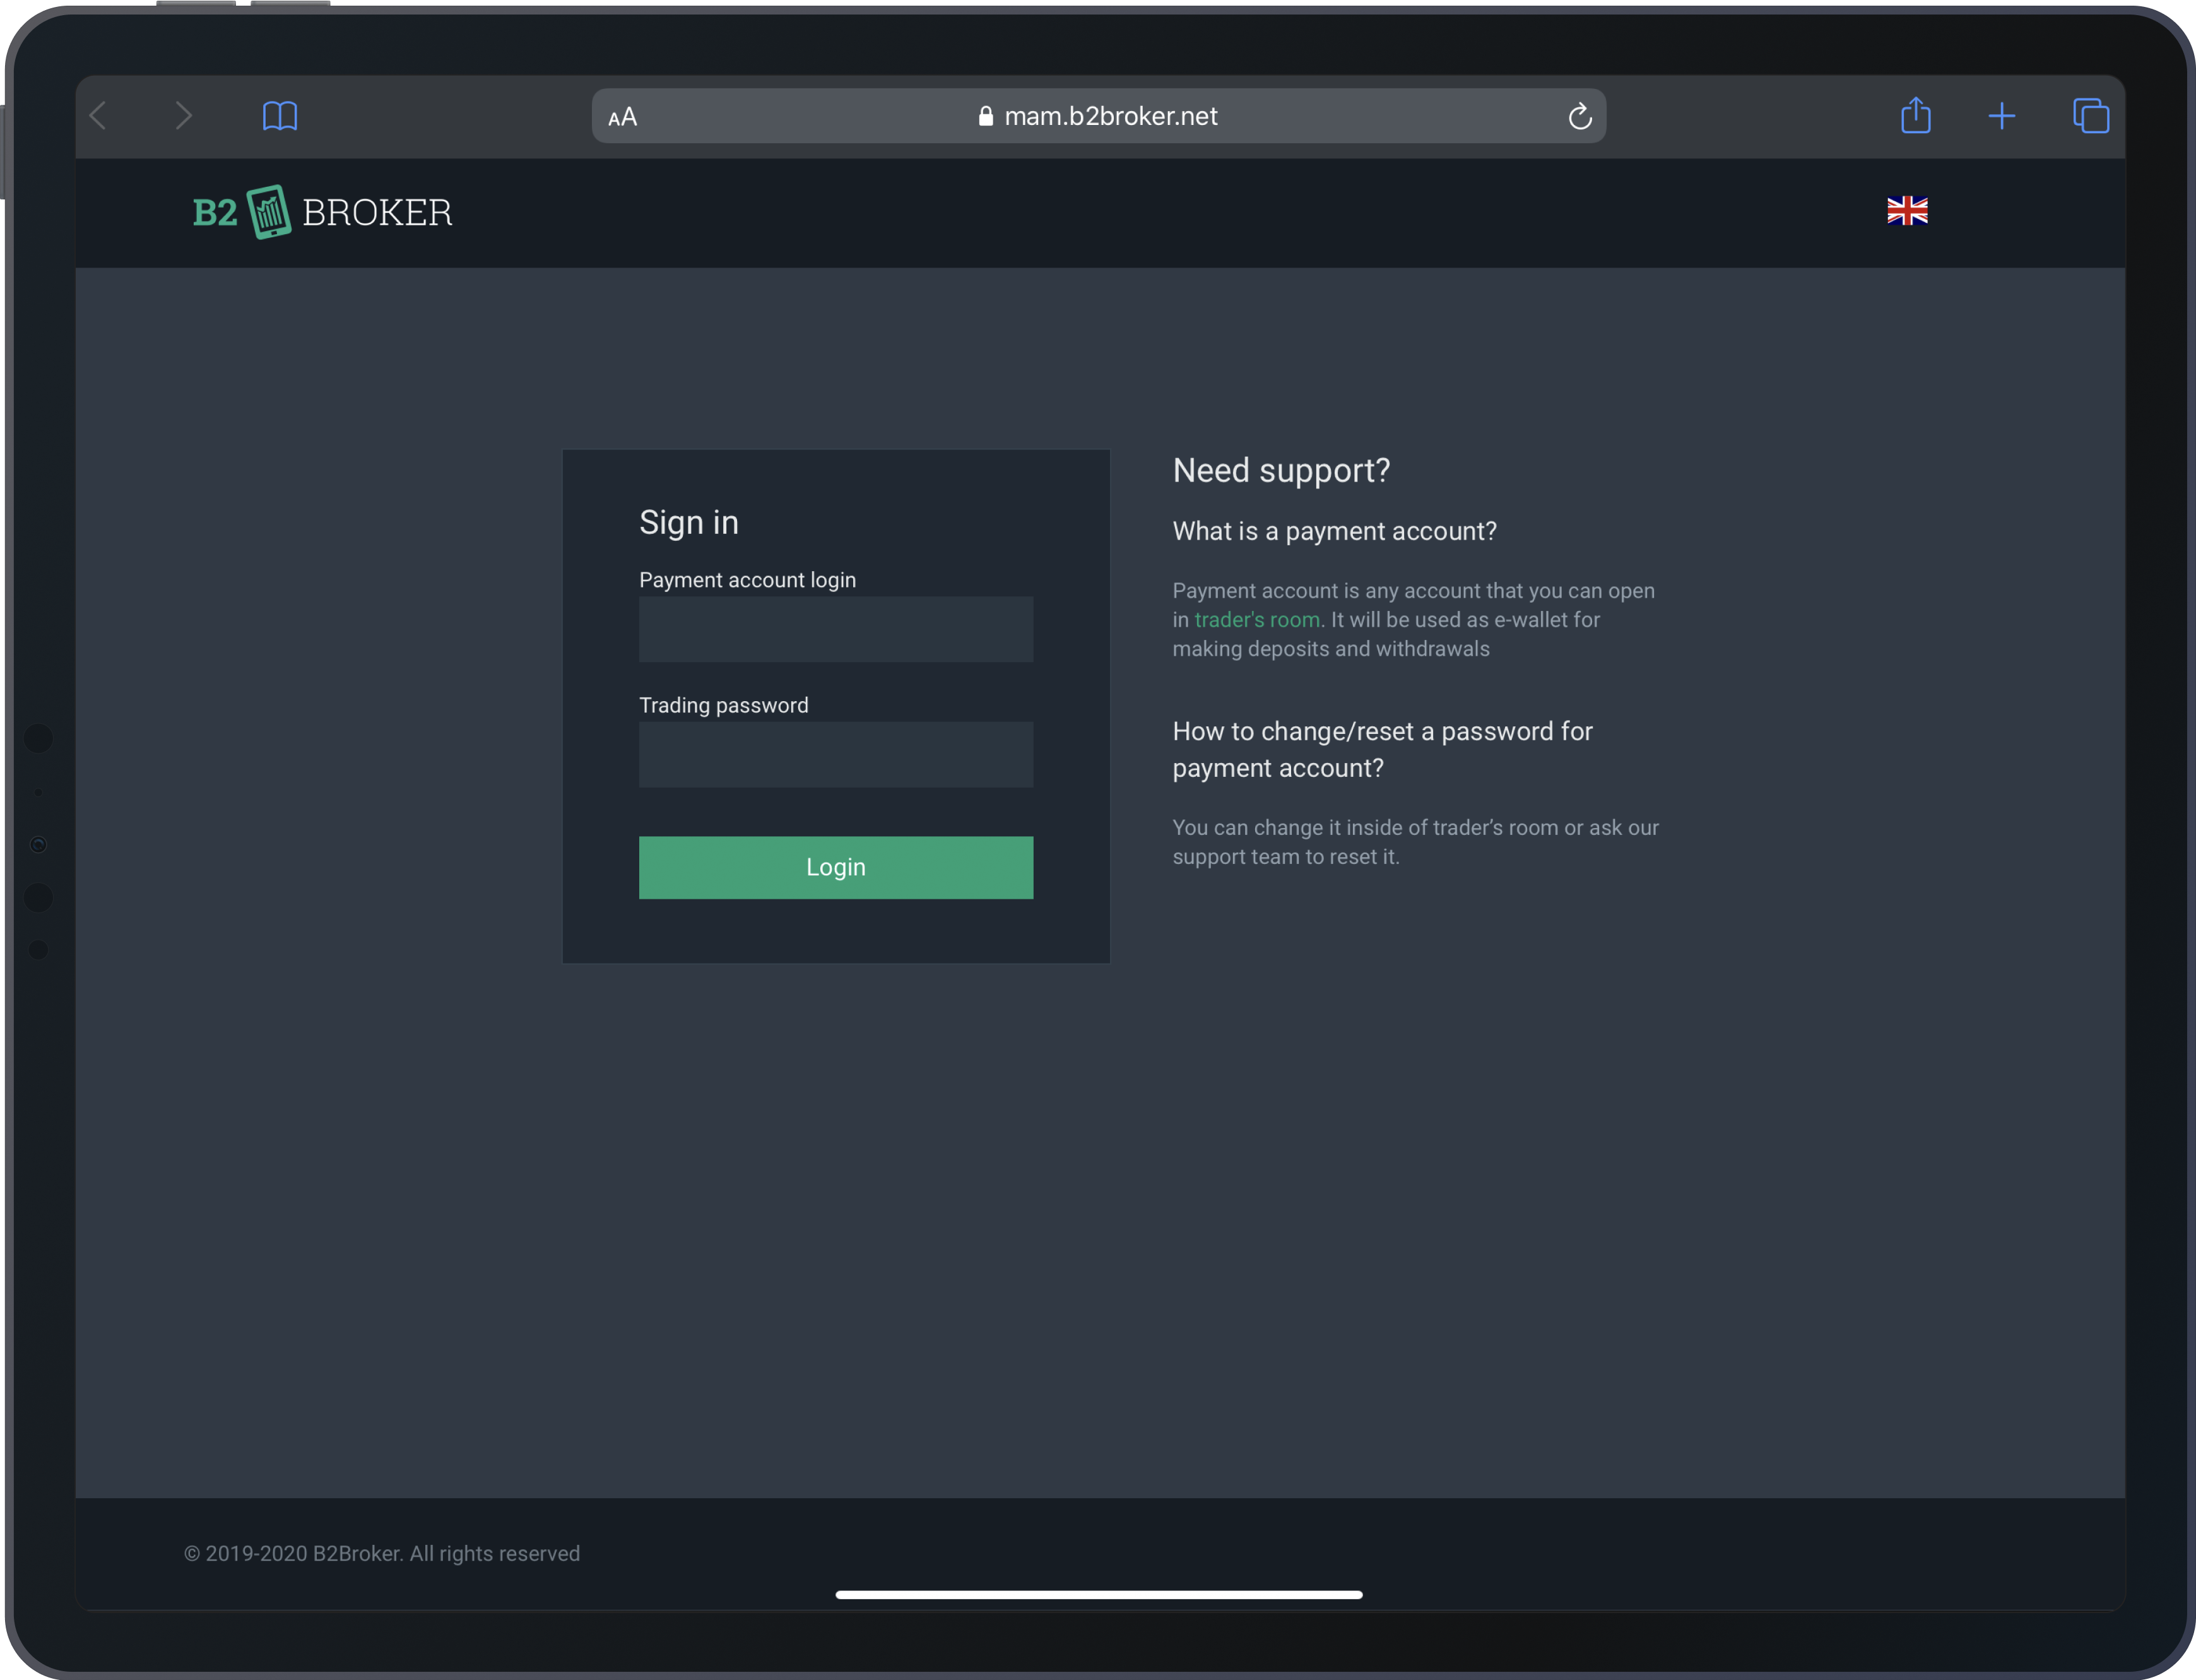 AA
mam.b2broker.net
B2 BROKER
Sign in
Payment account login
Trading password
Login
Need support?
What is a payment account?
Payment account is any account that you can open
in trader's room. It will be used as e-wallet for
making deposits and withdrawals
How to change/reset a password for
payment account?
You can change it inside of trader’s room or ask our
support team to reset it.
© 2019-2020 B2Broker. All rights reserved